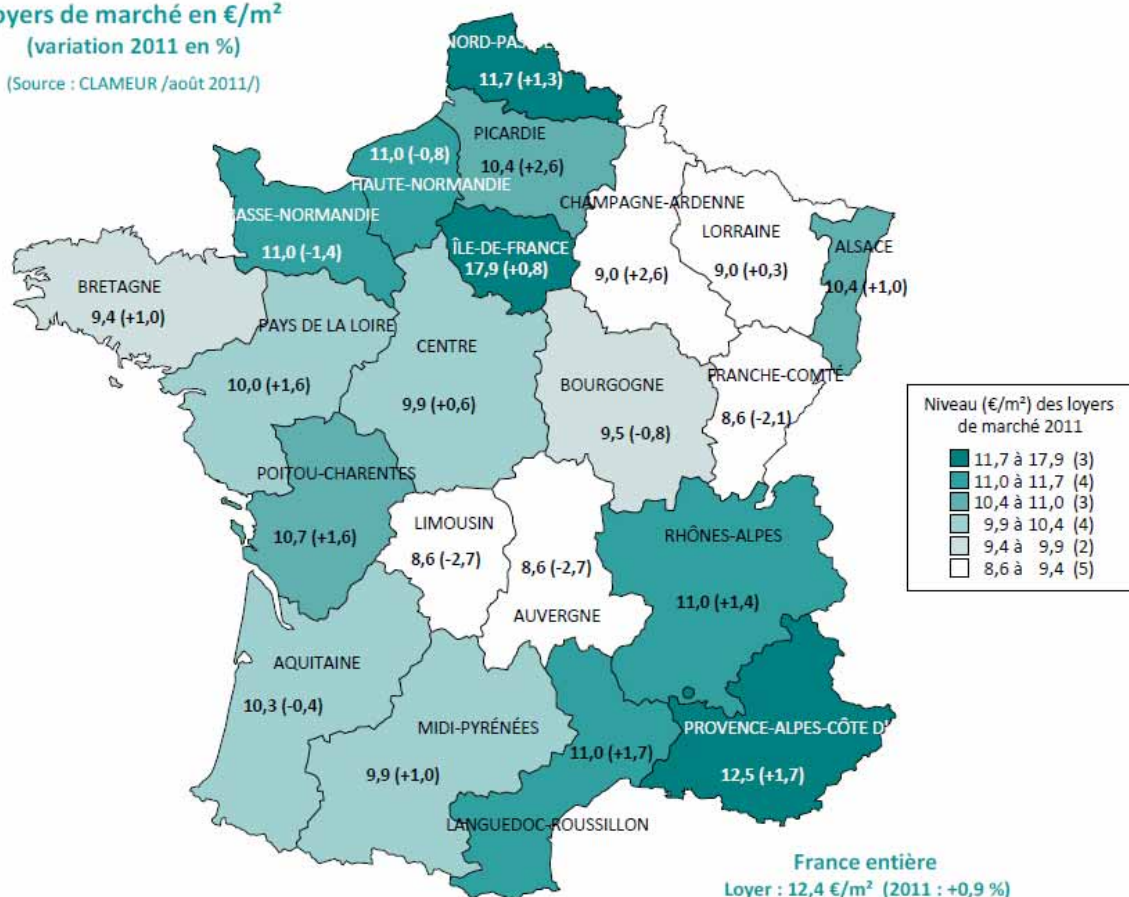 oyers de marché en €/m²
(variation 2011 en %)
(Source : CLAMEUR /août 2011/)
NORD-PAS
11,7 (+1,3)
PICARDIE
10,4 (+2,6)
11,0 (-0,8)
HAUTE-NORMANDIE
ASSE-NORMANDIE
11,0 (-1,4)
ÎLE-DE-FRANCE
17,9 (+0,8)
CHAMPAGNE-ARDENNE
9,0 (+2,6)
LORRAINE
9,0 (+0,3)
ALSACE
10,4 (+1,0)
BRETAGNE
9,4 (+1,0)
PAYS DE LA LOIRE
10,0 (+1,6)
CENTRE
9,9 (+0,6)
BOURGOGNE
9,5 (-0,8)
FRANCHE-COMTÉ
8,6 (-2,1)
Niveau (€/m²) des loyers
de marché 2011
11,7 à 17,9 (3)
11,0 à 11,7 (4)
10,4 à 11,0 (3)
9,9 à 10,4 (4)
9,4 à 9,9 (2)
8,6 à 9,4 (5)
POITOU-CHARENTES
10,7 (+1,6)
LIMOUSIN
8,6 (-2,7)
8,6 (-2,7)
AUVERGNE
RHÔNES-ALPES
11,0 (+1,4)
AQUITAINE
10,3 (-0,4)
MIDI-PYRÉNÉES
9,9 (+1,0)
11,0 (+1,7)
LANGUEDOC-ROUSSILLON
PROVENCE-ALPES-CÔTE D'
12,5 (+1,7)
France entière
Loyer : 12,4 €/m² (2011 : +0,9 %)